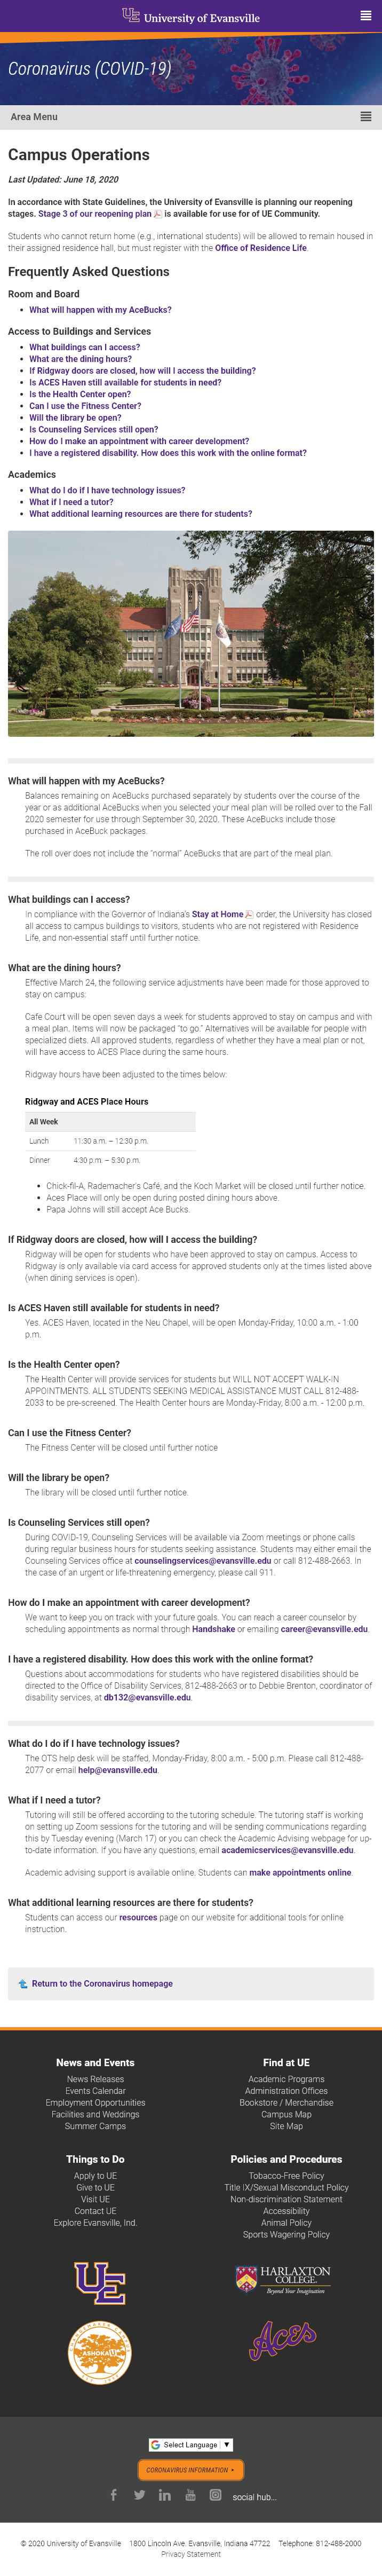 UE University of Evansville
Coronavirus (COVID-19)
Area Menu
Campus Operations
Last Updated: June 18, 2020
In accordance with State Guidelines, the University of Evansville is planning our reopening
stages. Stage 3 of our reopening plan is available for use for of UE Community.
Students who cannot return home (e.g., international students) will be allowed to remain housed in
their assigned residence hall, but must register with the Office of Residence Life.
Frequently Asked Questions
Room and Board
What will happen with my AceBucks?
Access to Buildings and Services
What buildings can I access?
What are the dining hours?
If Ridgway doors are closed, how will I access the building?
Is ACES Haven still available for students in need?
Is the Health Center open?
Can I use the Fitness Center?
Will the library be open?
Is Counseling Services still open?
How do I make an appointment with career development?
I have a registered disability. How does this work with the online format?
Academics
What do I do if I have technology issues?
What if I need a tutor?
What additional learning resources are there for students?
What will happen with my AceBucks?
Balances remaining on AceBucks purchased separately by students over the course of the
year or as additional AceBucks when you selected your meal plan will be rolled over to the Fall
2020 semester for use through September 30, 2020. These AceBucks include those
purchased in AceBuck packages.
The roll over does not include the "normal" AceBucks that are part of the meal plan.
What buildings can I access?
In compliance with the Governor of Indiana's Stay at Home order, the University has closed
all access to campus buildings to visitors, students who are not registered with Residence
Life, and non-essential staff until further notice.
What are the dining hours?
Effective March 24, the following service adjustments have been made for those approved to
stay on campus:
Cafe Court will be open seven days a week for students approved to stay on campus and with
a meal plan. Items will now be packaged "to go." Alternatives will be available for people with
specialized diets. All approved students, regardless of whether they have a meal plan or not,
will have access to ACES Place during the same hours.
Ridgway hours have been adjusted to the times below:
Ridgway and ACES Place Hours
All Week
Lunch 11:30 a.m. – 12:30 p.m.
Dinner 4:30 p.m. – 5:30 p.m.
Chick-fil-A, Rademacher's Café, and the Koch Market will be closed until further notice.
Aces Place will only be open during posted dining hours above.
Papa Johns will still accept Ace Bucks.
If Ridgway doors are closed, how will I access the building?
Ridgway will be open for students who have been approved to stay on campus. Access to
Ridgway is only available via card access for approved students only at the times listed above
(when dining services is open).
Is ACES Haven still available for students in need?
Yes. ACES Haven, located in the Neu Chapel, will be open Monday-Friday, 10:00 a.m. - 1:00
p.m.
Is the Health Center open?
The Health Center will provide services for students but WILL NOT ACCEPT WALK-IN
APPOINTMENTS. ALL STUDENTS SEEKING MEDICAL ASSISTANCE MUST CALL 812-488-
2033 to be pre-screened. The Health Center hours are Monday-Friday, 8:00 a.m. - 12:00 p.m.
Can I use the Fitness Center?
The Fitness Center will be closed until further notice
Will the library be open?
The library will be closed until further notice.
Is Counseling Services still open?
During COVID-19, Counseling Services will be available via Zoom meetings or phone calls
during regular business hours for students seeking assistance. Students may either email the
Counseling Services office at counselingservices@evansville.edu or call 812-488-2663. In
the case of an urgent or life-threatening emergency, please call 911.
How do I make an appointment with career development?
We want to keep you on track with your future goals. You can reach a career counselor by
scheduling appointments as normal through Handshake or emailing career@evansville.edu.
I have a registered disability. How does this work with the online format?
Questions about accommodations for students who have registered disabilities should be
directed to the Office of Disability Services, 812-488-2663 or to Debbie Brenton, coordinator of
disability services, at db132@evansville.edu.
What do I do if I have technology issues?
The OTS help desk will be staffed, Monday-Friday, 8:00 a.m. - 5:00 p.m. Please call 812-488-
2077 or email help@evansville.edu.
What if I need a tutor?
Tutoring will still be offered according to the tutoring schedule. The tutoring staff is working
on setting up Zoom sessions for the tutoring and will be sending communications regarding
this by Tuesday evening (March 17) or you can check the Academic Advising webpage for up-
to-date information. If you have any questions, email academicservices@evansville.edu.
Academic advising support is available online. Students can make appointments online.
What additional learning resources are there for students?
Students can access our resources page on our website for additional tools for online
instruction.
Return to the Coronavirus homepage
News and Events
News Releases
Events Calendar
Employment Opportunities
Facilities and Weddings
Summer Camps
Find at UE
Academic Programs
Administration Offices
Bookstore / Merchandise
Campus Map
Site Map
Things to Do
Apply to UE
Give to UE
Visit UE
Contact UE
Explore Evansville, Ind.
Policies and Procedures
Tobacco-Free Policy
Title IX/Sexual Misconduct Policy
Non-discrimination Statement
Accessibility
Animal Policy
Sports Wagering Policy
UE
HARLAXTON
COLLEGE
Beyond Your Imagination
CHANGEMAKER CAMPUS
ASHOKA U
Aces
Select Language ▼
CORONAVIRUS INFORMATION
social hub...
© 2020 University of Evansville 1800 Lincoln Ave. Evansville, Indiana 47722 Telephone: 812-488-2000
Privacy Statement